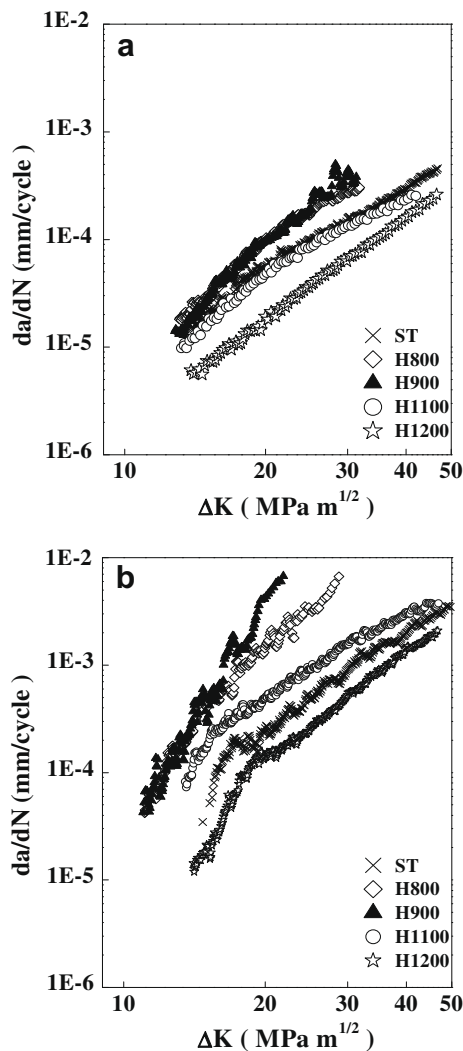 a
1E-2
1E-3
1E-4
1E-5
1E-6
da/dN (mm/cycle )
ST
H800
H900
H1100
H1200
10
20
30
40
50
ΔK ( MPa m^1/2 )
b
1E-2
1E-3
1E-4
1E-5
1E-6
da/dN (mm/cycle )
ST
H800
H900
H1100
H1200
10
20
30
40
50
ΔK ( MPa m^1/2 )